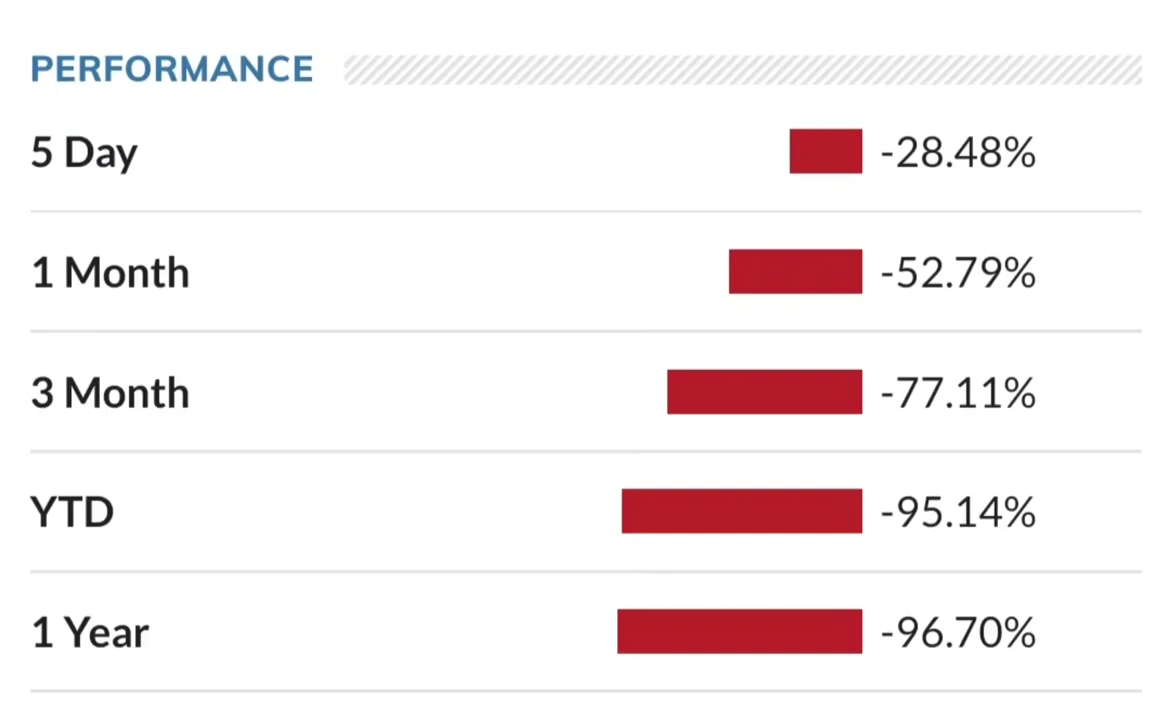 PERFORMANCE
5 Day -28.48%
1 Month -52.79%
3 Month -77.11%
YTD -95.14%
1 Year -96.70%